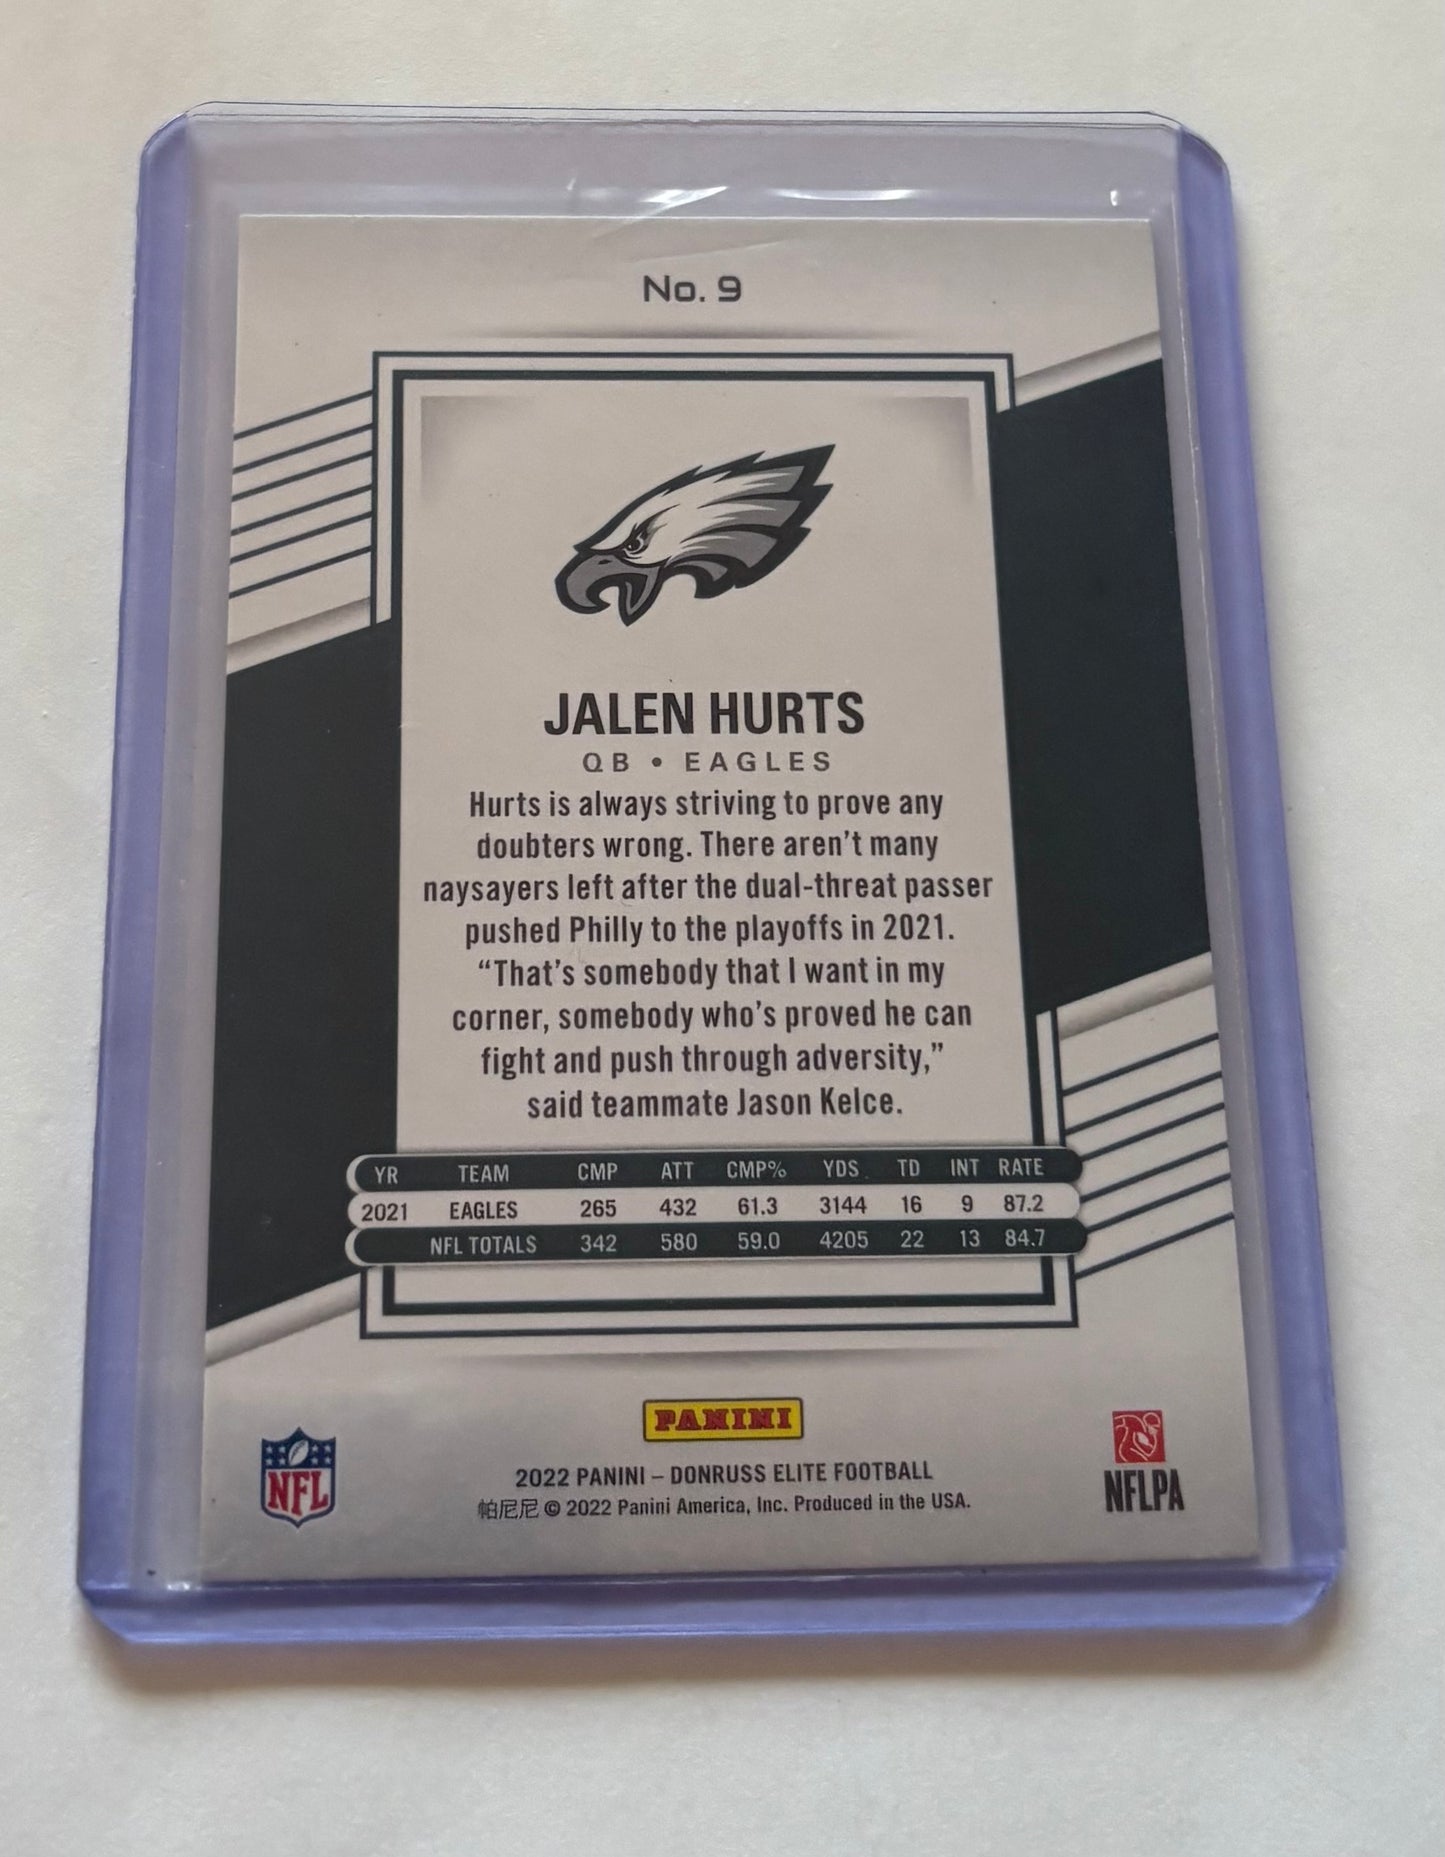 No. 9
JALEN HURTS
QB • EAGLES
Hurts is always striving to prove any
doubters wrong. There aren't many
naysayers left after the dual-threat passer
pushed Philly to the playoffs in 2021.
“That's somebody that I want in my
corner, somebody who's proved he can
fight and push through adversity,”
said teammate Jason Kelce.
YR TEAM CMP ATT CMP% YDS TD INT RATE
2021 EAGLES 265 432 61.3 3144 16 9 87.2
NFL TOTALS 342 580 59.0 4205 22 13 84.7
PANINI
NFL
2022 PANINI – DONRUSS ELITE FOOTBALL
帕尼尼 © 2022 Panini America, Inc. Produced in the USA.
NFLPA